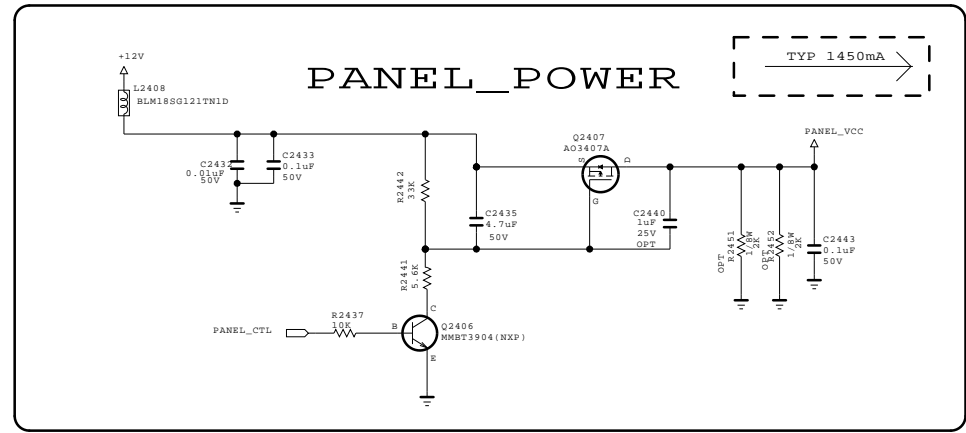 PANEL_POWER
TYP 1450mA
+12V
L2408
BLM18SG121TN1D
C2432
0.01uF
50V
C2433
0.1uF
50V
R2442
33K
C2435
4.7uF
50V
Q2407
AO3407A
S
D
G
C2440
1uF
25V
OPT
PANEL_VCC
R2451
1/8W
2K
OPT
R2452
1/8W
2K
OPT
C2443
0.1uF
50V
R2441
5.6K
PANEL_CTL
R2437
10K
B
C
E
Q2406
MMBT3904(NXP)